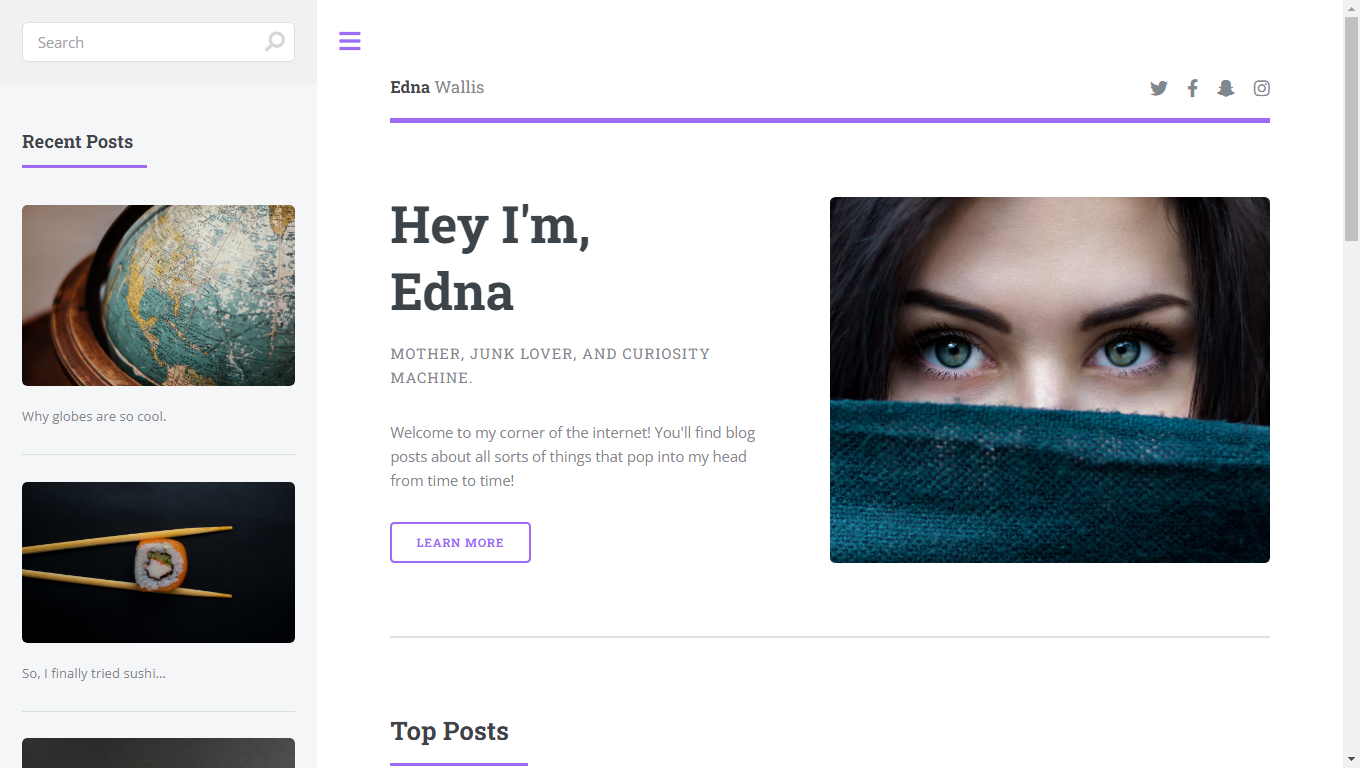 Search
Recent Posts
Why globes are so cool.
So, I finally tried sushi...
Edna Wallis
Hey I'm,
Edna
MOTHER, JUNK LOVER, AND CURIOSITY
MACHINE.
Welcome to my corner of the internet! You'll find blog
posts about all sorts of things that pop into my head
from time to time!
LEARN MORE
Top Posts